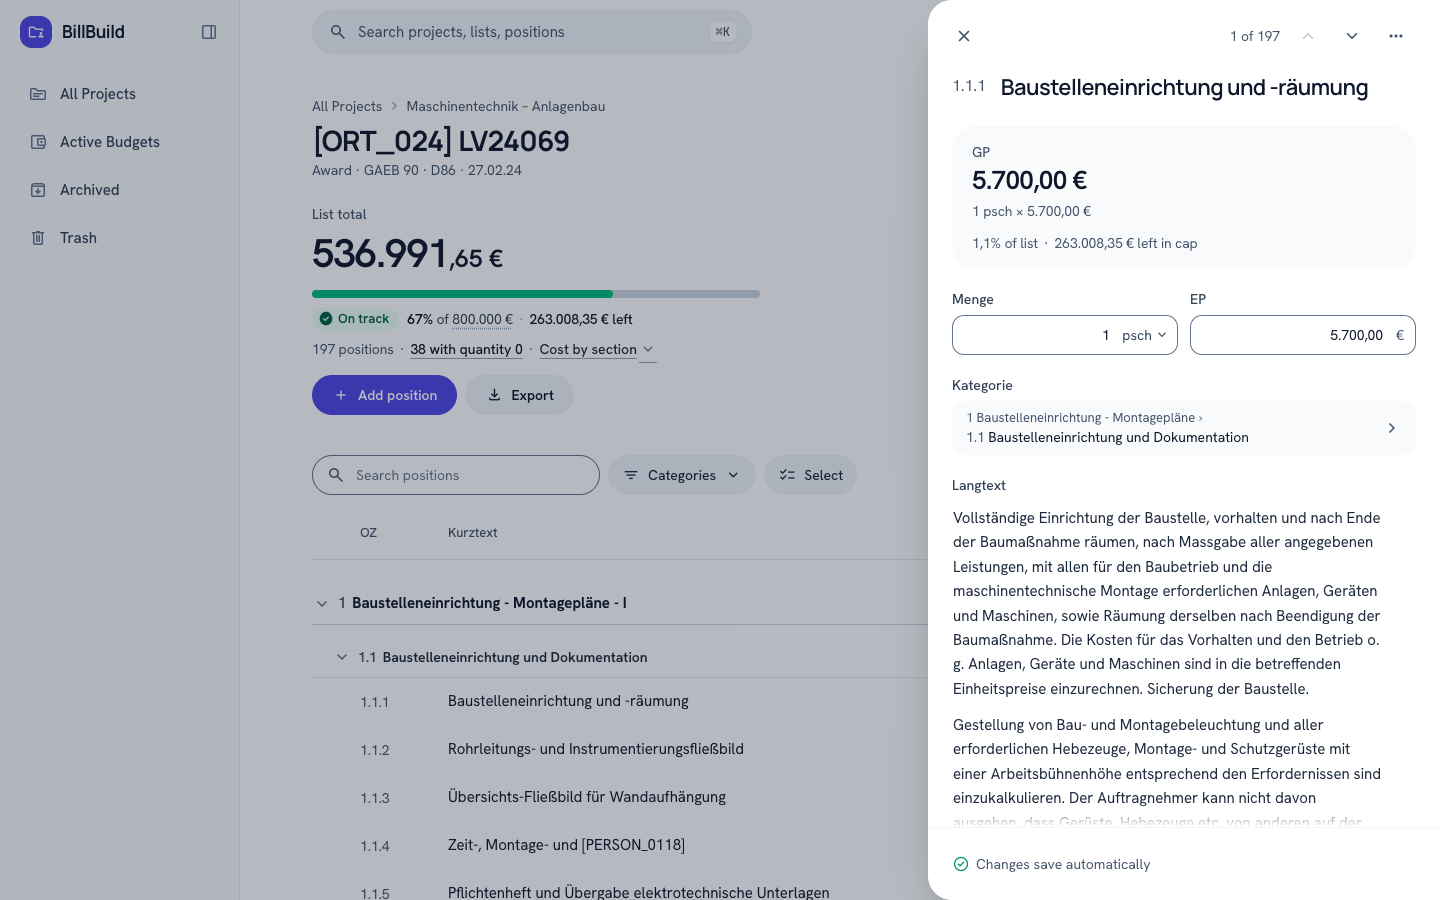 BillBuild
All Projects
Active Budgets
Archived
Trash
Search projects, lists, positions
⌘K
All Projects > Maschinentechnik – Anlagenbau
[ORT_024] LV24069
Award · GAEB 90 · D86 · 27.02.24
List total
536.991,65 €
On track 67% of 800.000 € · 263.008,35 € left
197 positions · 38 with quantity 0 · Cost by section
+ Add position
Export
Search positions
Categories
Select
OZ Kurztext
1 Baustelleneinrichtung - Montagepläne - I
1.1 Baustelleneinrichtung und Dokumentation
1.1.1 Baustelleneinrichtung und -räumung
1.1.2 Rohrleitungs- und Instrumentierungsfließbild
1.1.3 Übersichts-Fließbild für Wandaufhängung
1.1.4 Zeit-, Montage- und [PERSON_0118]
1.1.5 Pflichtenheft und Übergabe elektrotechnische Unterlagen
1 of 197
1.1.1 Baustelleneinrichtung und -räumung
GP
5.700,00 €
1 psch × 5.700,00 €
1,1% of list · 263.008,35 € left in cap
Menge
EP
1 psch
5.700,00 €
Kategorie
1 Baustelleneinrichtung - Montagepläne ›
1.1 Baustelleneinrichtung und Dokumentation
Langtext
Vollständige Einrichtung der Baustelle, vorhalten und nach Ende
der Baumaßnahme räumen, nach Massgabe aller angegebenen
Leistungen, mit allen für den Baubetrieb und die
maschinentechnische Montage erforderlichen Anlagen, Geräten
und Maschinen, sowie Räumung derselben nach Beendigung der
Baumaßnahme. Die Kosten für das Vorhalten und den Betrieb o.
g. Anlagen, Geräte und Maschinen sind in die betreffenden
Einheitspreise einzurechnen. Sicherung der Baustelle.
Gestellung von Bau- und Montagebeleuchtung und aller
erforderlichen Hebezeuge, Montage- und Schutzgerüste mit
einer Arbeitsbühnenhöhe entsprechend den Erfordernissen sind
einzukalkulieren. Der Auftragnehmer kann nicht davon
ausgehen, dass Gerüste, Hebezeuge etc. von anderen auf der
Changes save automatically